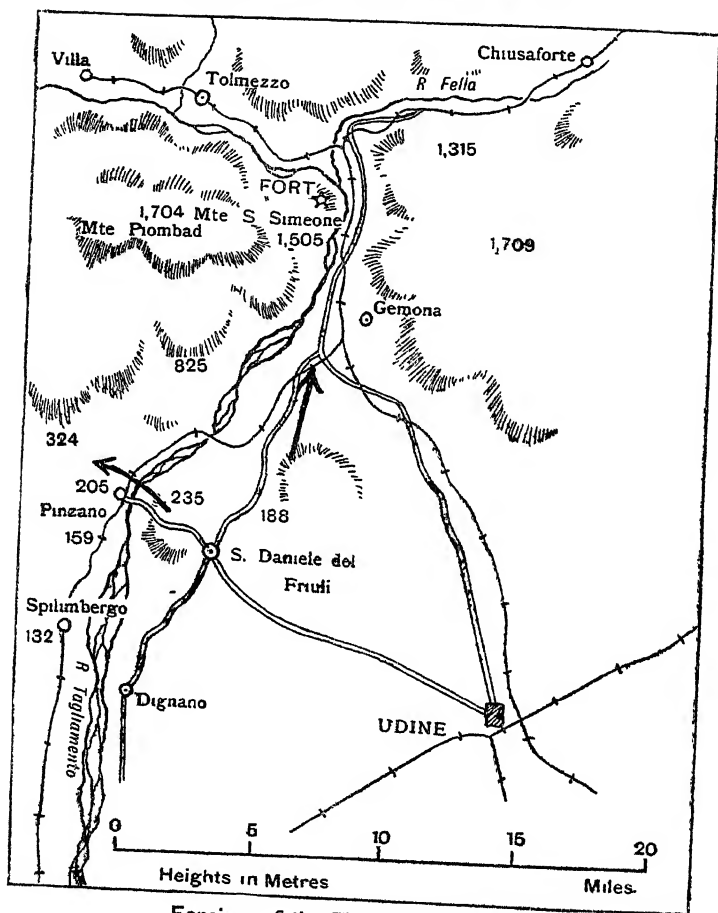 Chiusaforte
Villa
R Fella
Tolmezzo
1,315
FORT
1,704 Mte S Simeone
Mte Piombad
1,505
1,709
Gemona
825
324
205
235
Pinzano
188
159
S. Daniele del
Friuli
Spilimbergo
132
R Tagliamento
Dignano
UDINE
0 5 10 15 20
Heights in Metres
Miles.